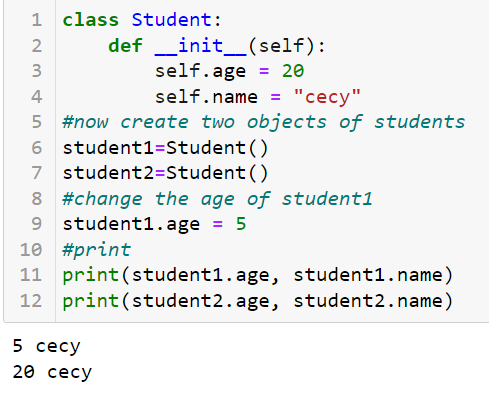 1 class Student:
2     def __init__(self):
3         self.age = 20
4         self.name = "cecy"
5 #now create two objects of students
6 student1=Student()
7 student2=Student()
8 #change the age of student1
9 student1.age = 5
10 #print
11 print(student1.age, student1.name)
12 print(student2.age, student2.name)
5 cecy
20 cecy